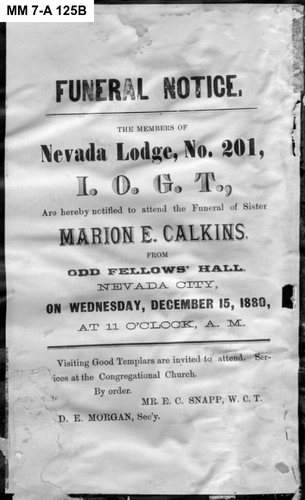 MM 7-A 125B
FUNERAL NOTICE.
THE MEMBERS OF
Nevada Lodge, No. 201,
I. O. G. T.,
Are hereby notified to attend the Funeral of Sister
MARION E. CALKINS.
FROM
ODD FELLOWS' HALL.
NEVADA CITY,
ON WEDNESDAY, DECEMBER 15, 1880,
AT 11 O'CLOCK, A. M.
Visiting Good Templars are invited to attend. Ser-
ices at the Congregational Church.
By order.
MR. E. C. SNAPP, W. C. T.
D. E. MORGAN, Sec'y.